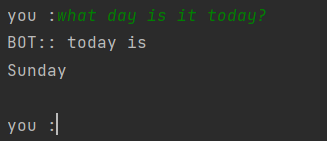 you :what day is it today?
BOT:: today is
Sunday
you :